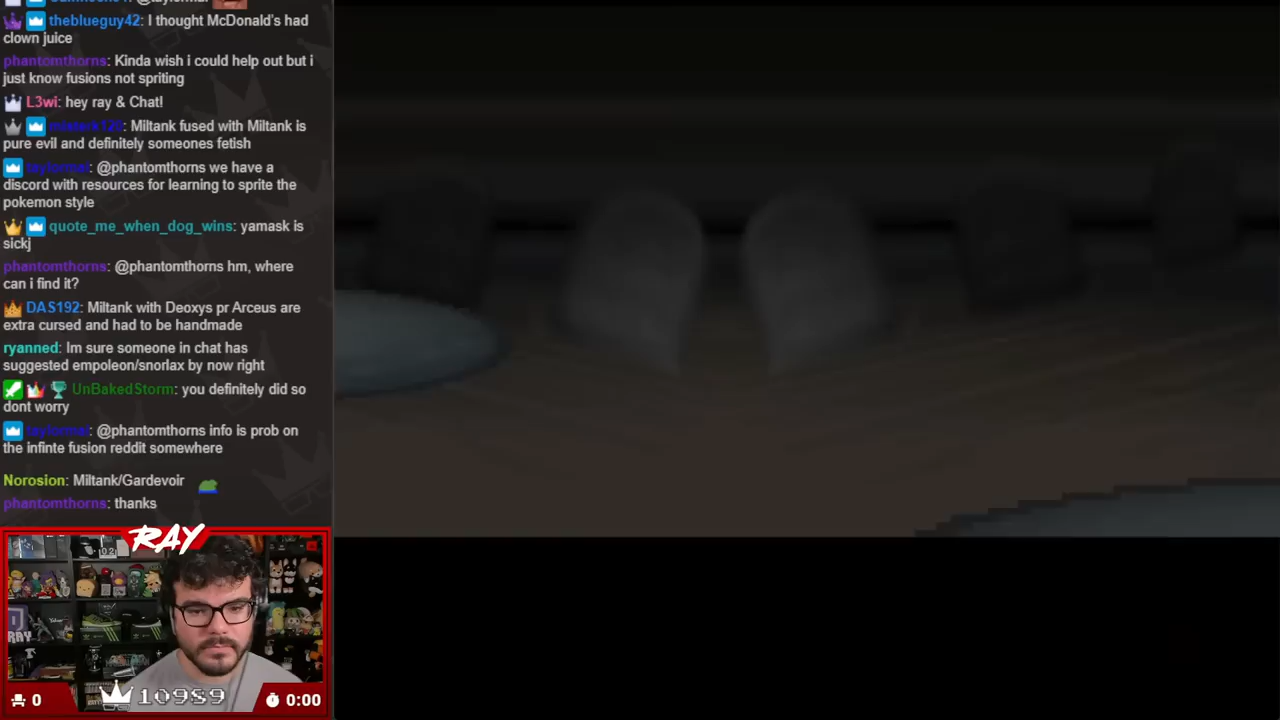 theblueguy42: I thought McDonald's had
clown juice
phantomthorns: Kinda wish i could help out but i
just know fusions not spriting
L3wi: hey ray & Chat!
Miltank fused with Miltank is
pure evil and definitely someones fetish
@phantomthorns we have a
discord with resources for learning to sprite the
pokemon style
quote_me_when_dog_wins: yamask is
sickj
phantomthorns: @phantomthorns hm, where
can i find it?
DAS192: Miltank with Deoxys pr Arceus are
extra cursed and had to be handmade
ryanned: Im sure someone in chat has
suggested empoleon/snorlax by now right
UnBakedStorm: you definitely did so
dont worry
@phantomthorns info is prob on
the infinte fusion reddit somewhere
Norosion: Miltank/Gardevoir
phantomthorns: thanks
RAY
RAY
0
10959
0:00